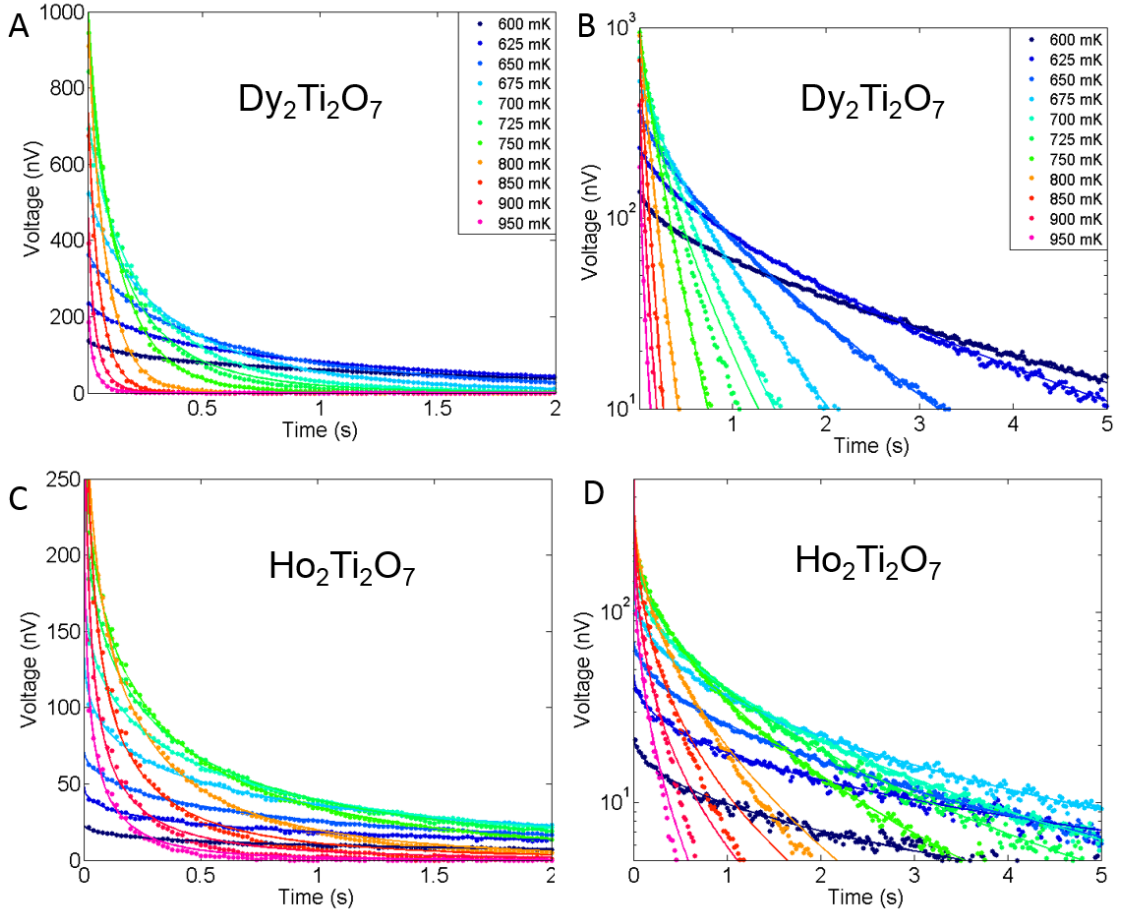 A
1000
800
600
400
200
0
Voltage (nV)
0.5
1
1.5
2
Time (s)
Dy₂Ti₂O₇
600 mK
625 mK
650 mK
675 mK
700 mK
725 mK
750 mK
800 mK
850 mK
900 mK
950 mK
B
10³
10²
10¹
Voltage (nV)
1
2
3
4
5
Time (s)
Dy₂Ti₂O₇
600 mK
625 mK
650 mK
675 mK
700 mK
725 mK
750 mK
800 mK
850 mK
900 mK
950 mK
C
250
200
150
100
50
0
Voltage (nV)
0
0.5
1
1.5
2
Time (s)
Ho₂Ti₂O₇
D
10²
10¹
Voltage (nV)
0
1
2
3
4
5
Time (s)
Ho₂Ti₂O₇